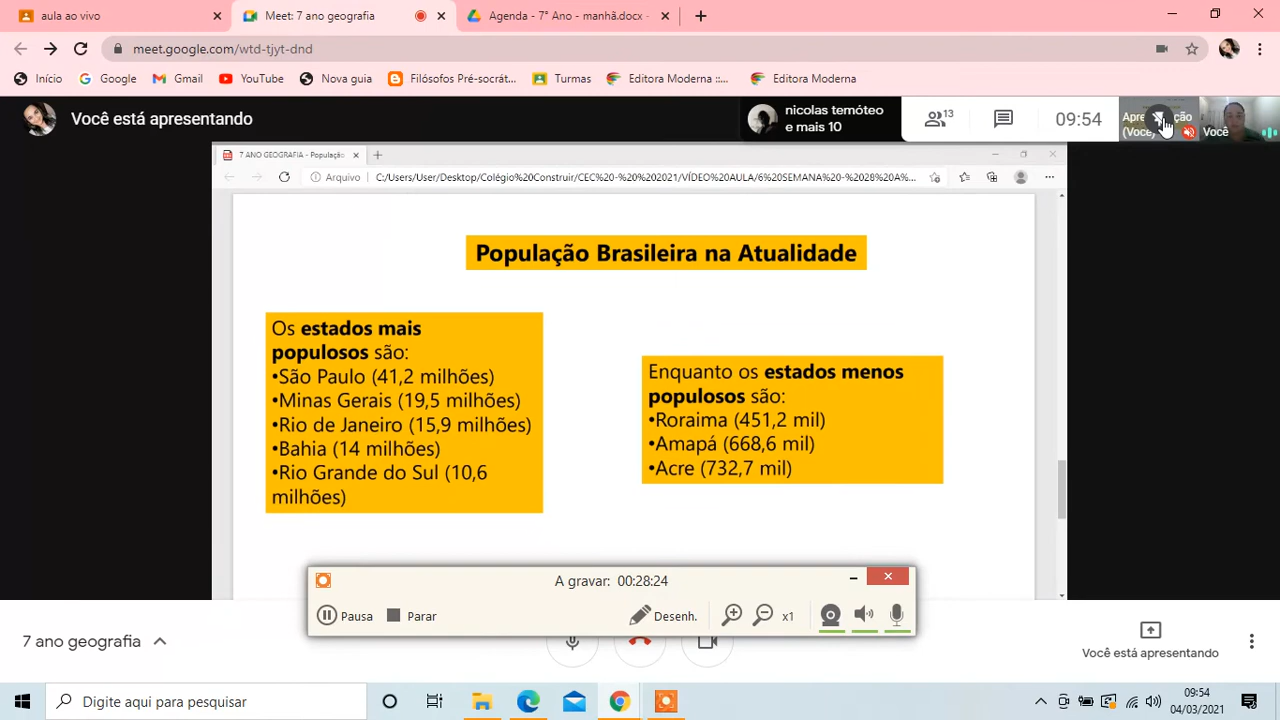 aula ao vivo
Meet: 7 ano geografia
Agenda - 7° Ano - manhã.docx -
meet.google.com/wtd-tjyt-dnd
Início
Google
Gmail
YouTube
Nova guia
Filósofos Pré-socrát...
Turmas
Editora Moderna ::...
Editora Moderna
Você está apresentando
nicolas temóteo
e mais 10
13
09:54
(Você,
Você
7 ANO GEOGRAFIA - Populaçã
Arquivo
C:/Users/User/Desktop/Colégio%20Construir/CEC%20-%20%202021/VÍDEO%20AULA/6%20SEMANA%20-%2028%20A%...
População Brasileira na Atualidade
Os estados mais
populosos são:
•São Paulo (41,2 milhões)
•Minas Gerais (19,5 milhões)
•Rio de Janeiro (15,9 milhões)
•Bahia (14 milhões)
•Rio Grande do Sul (10,6
milhões)
Enquanto os estados menos
populosos são:
•Roraima (451,2 mil)
•Amapá (668,6 mil)
•Acre (732,7 mil)
A gravar: 00:28:24
Pausa
Parar
Desenh.
x1
7 ano geografia
Você está apresentando
Digite aqui para pesquisar
09:54
04/03/2021